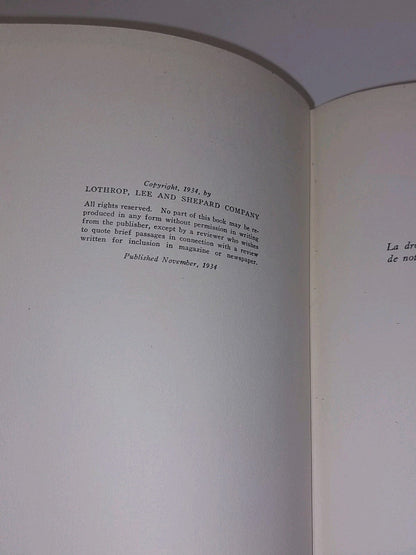 Copyright, 1934, by
LOTHROP, LEE AND SHEPARD COMPANY
All rights reserved. No part of this book may be re-
produced in any form without permission in writing
from the publisher, except by a reviewer who wishes
to quote brief passages in connection with a review
written for inclusion in magazine or newspaper.
Published November, 1934
La dro
de not